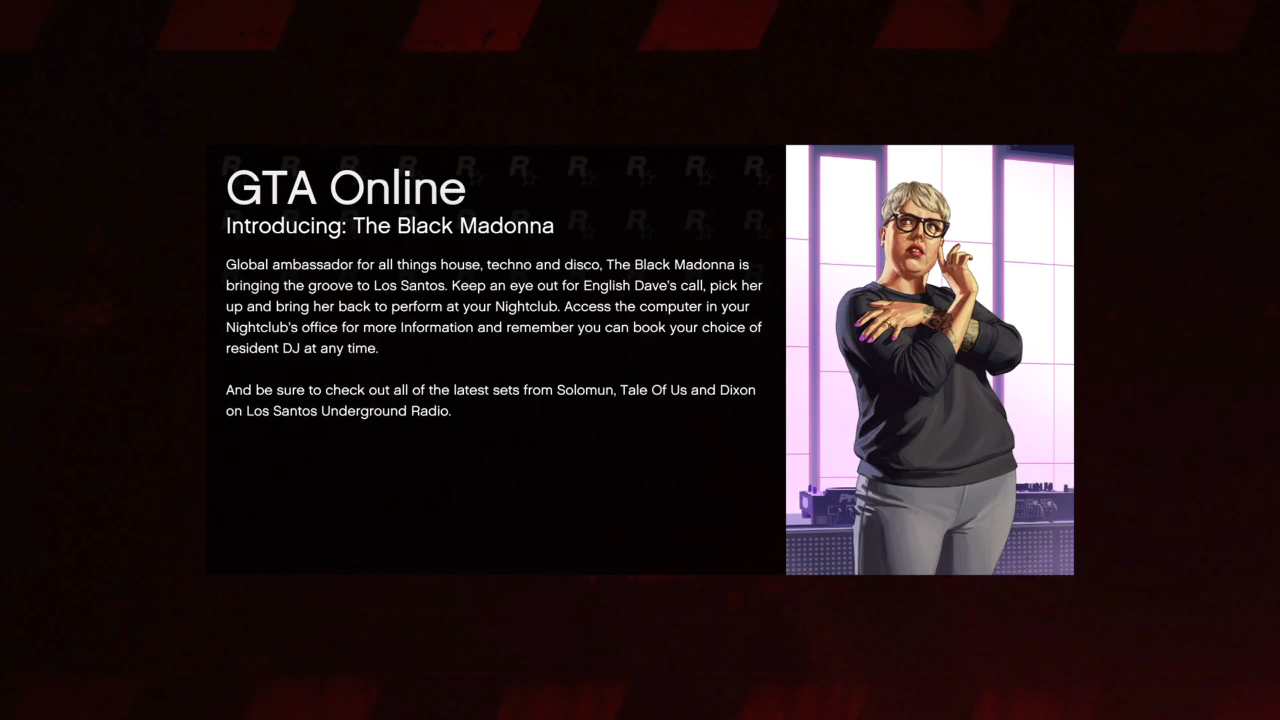 GTA Online
Introducing: The Black Madonna
Global ambassador for all things house, techno and disco, The Black Madonna is
bringing the groove to Los Santos. Keep an eye out for English Dave's call, pick her
up and bring her back to perform at your Nightclub. Access the computer in your
Nightclub's office for more Information and remember you can book your choice of
resident DJ at any time.
And be sure to check out all of the latest sets from Solomun, Tale Of Us and Dixon
on Los Santos Underground Radio.